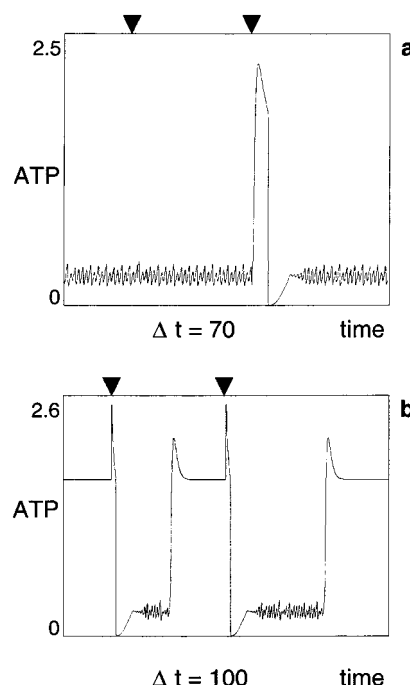 a
2.5
ATP
0
Δ t = 70 time
b
2.6
ATP
0
Δ t = 100 time